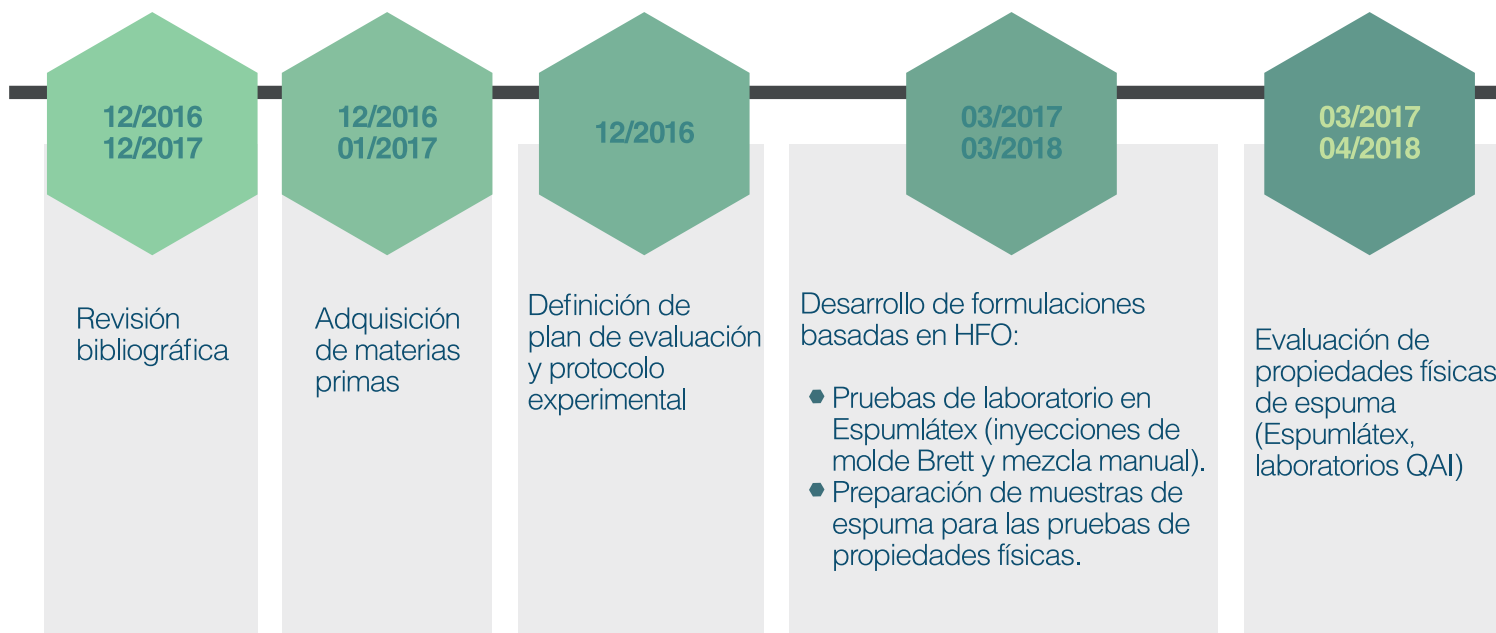 12/2016
12/2017
Revisión
bibliográfica
12/2016
01/2017
Adquisición
de materias
primas
12/2016
Definición de
plan de evaluación
y protocolo
experimental
03/2017
03/2018
Desarrollo de formulaciones
basadas en HFO:
Pruebas de laboratorio en
Espumlátex (inyecciones de
molde Brett y mezcla manual).
Preparación de muestras de
espuma para las pruebas de
propiedades físicas.
03/2017
04/2018
Evaluación de
propiedades físicas
de espuma
(Espumlátex,
laboratorios QAI)